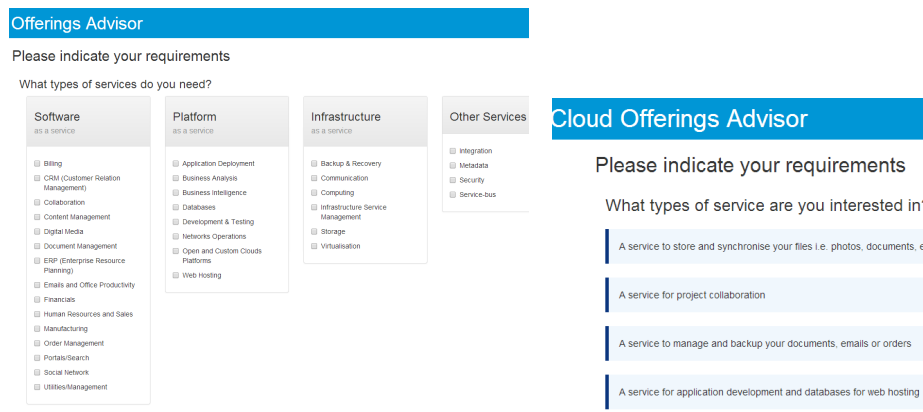 Offerings Advisor
Please indicate your requirements
What types of services do you need?
Software
as a service
Billing
CRM (Customer Relation
Management)
Collaboration
Content Management
Digital Media
Document Management
ERP (Enterprise Resource
Planning)
Emails and Office Productivity
Financials
Human Resources and Sales
Manufacturing
Order Management
Portals/Search
Social Network
Utilities/Management
Platform
as a service
Application Deployment
Business Analysis
Business Intelligence
Databases
Development & Testing
Networks Operations
Open and Custom Clouds
Platforms
Web Hosting
Infrastructure
as a service
Backup & Recovery
Communication
Computing
Infrastructure Service
Management
Storage
Virtualisation
Other Services
Integration
Metadata
Security
Service-bus
Cloud Offerings Advisor
Please indicate your requirements
What types of service are you interested in?
A service to store and synchronise your files i.e. photos, documents, e
A service for project collaboration
A service to manage and backup your documents, emails or orders
A service for application development and databases for web hosting